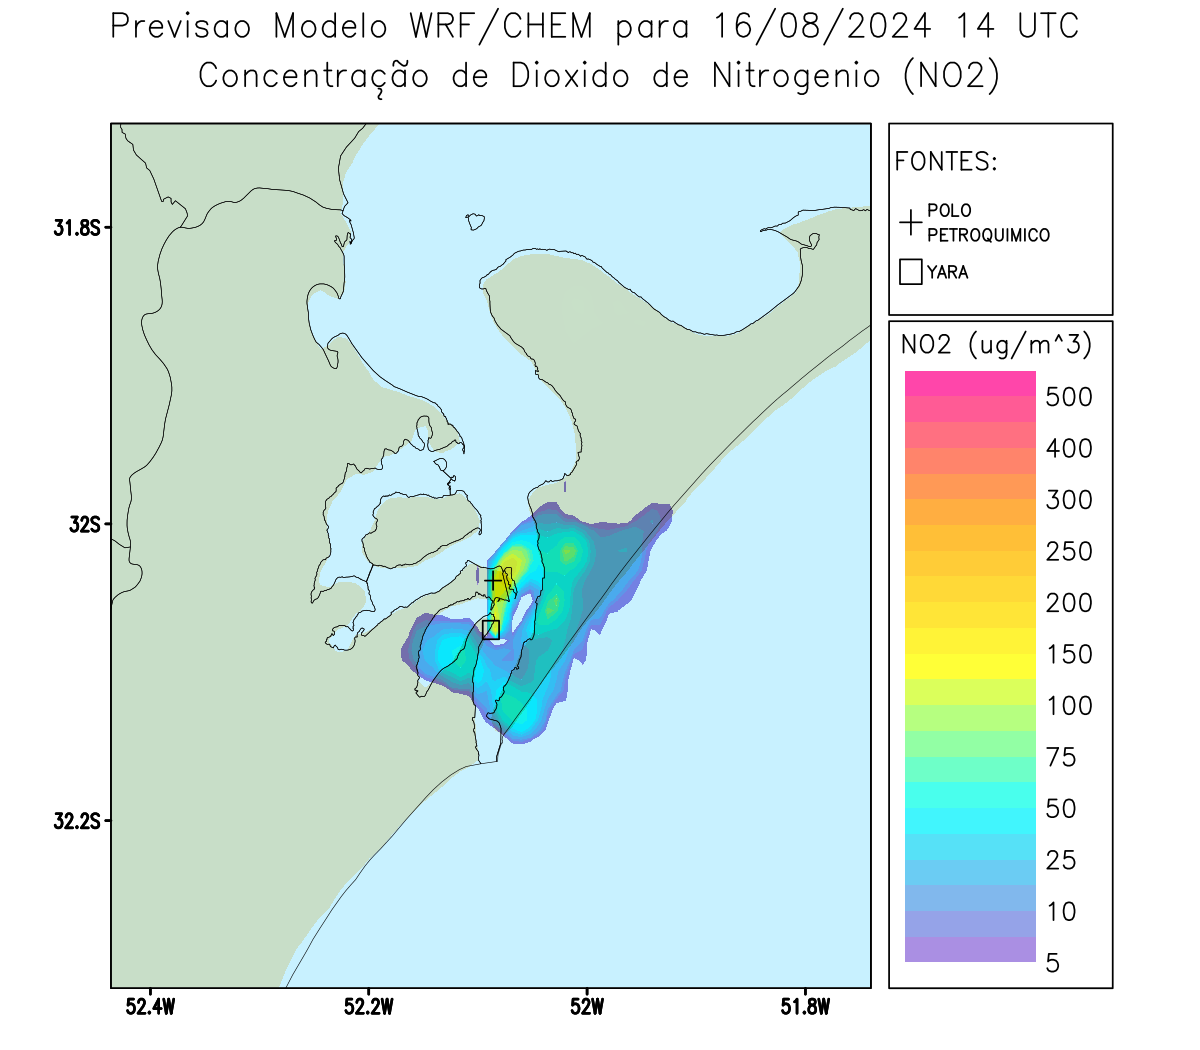 Previsao Modelo WRF/CHEM para 16/08/2024 14 UTC
Concentração de Dioxido de Nitrogenio (NO2)
FONTES:
POLO
PETROQUIMICO
YARA
NO2 (ug/m^3)
500
400
300
250
200
150
100
75
50
25
10
5
31.8S
32S
32.2S
52.4W
52.2W
52W
51.8W